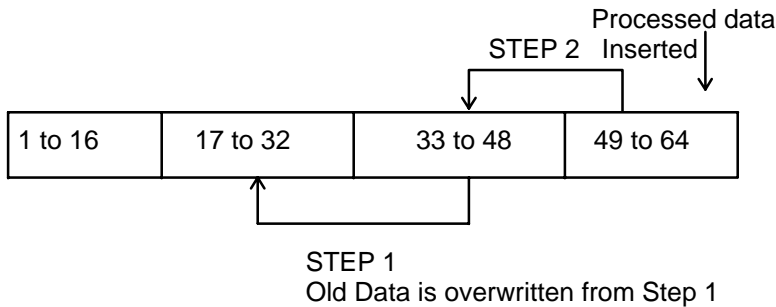 Processed data
STEP 2 Inserted
1 to 16 17 to 32 33 to 48 49 to 64
STEP 1
Old Data is overwritten from Step 1